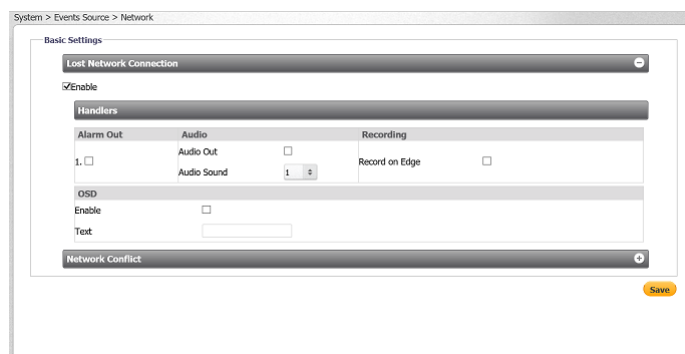 System > Events Source > Network
Basic Settings
Lost Network Connection
Enable
Handlers
Alarm Out Audio Recording
1.
Audio Out
Audio Sound 1
Record on Edge
OSD
Enable
Text
Network Conflict
Save